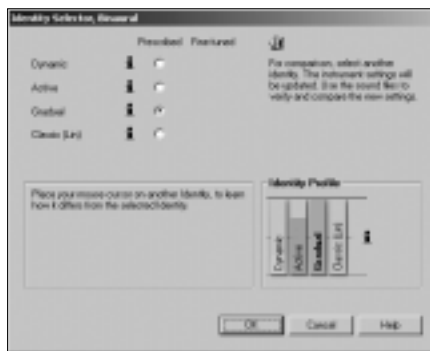 Identity Selector, Binaural
Prescribed Finetuned
Dynamic
Active
Gradual
Classic (Lin)
For comparison, select another
identity. The instrument settings will
be updated. Use the sound files to
verify and compare the new settings.
Place your mouse cursor on another Identity, to learn
how it differs from the selected identity.
Identity Profile
Dynamic
Active
Gradual
Classic (Lin)
OK Cancel Help